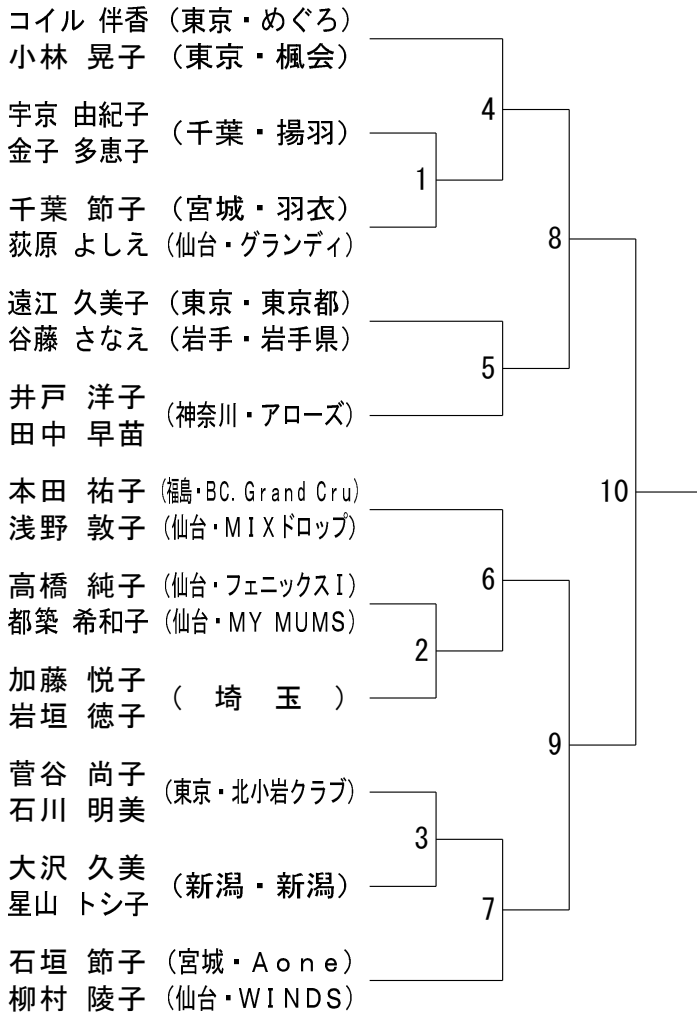 コイル 伴香 (東京・めぐろ)
小林 晃子 (東京・楓会)
4
宇京 由紀子
金子 多恵子
(千葉・揚羽)
1
千葉 節子 (宮城・羽衣)
荻原 よしえ (仙台・グランディ)
8
遠江 久美子 (東京・東京都)
谷藤 さなえ (岩手・岩手県)
5
井戸 洋子
田中 早苗
(神奈川・アローズ)
10
本田 祐子 (福島・BC. Grand Cru)
浅野 敦子 (仙台・MIXドロップ)
6
高橋 純子 (仙台・フェニックスI)
都築 希和子 (仙台・MY MUMS)
2
加藤 悦子
岩垣 徳子
( 埼 玉 )
9
菅谷 尚子
石川 明美
(東京・北小岩クラブ)
3
大沢 久美
星山 トシ子
(新潟・新潟)
7
石垣 節子 (宮城・Aone)
柳村 陵子 (仙台・WINDS)